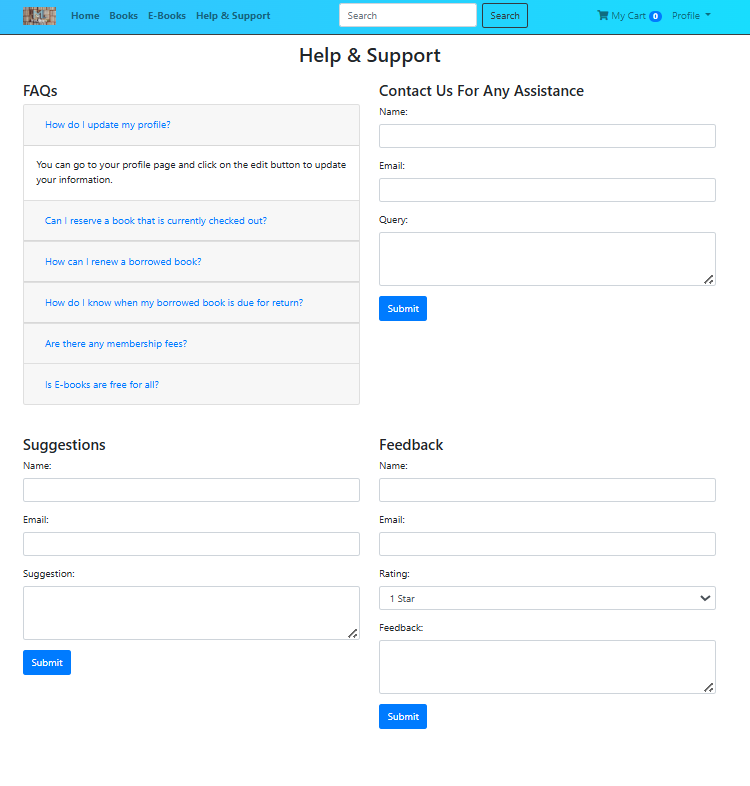 Home Books E-Books Help & Support Search Search My Cart 0 Profile
Help & Support
FAQs
How do I update my profile?
You can go to your profile page and click on the edit button to update
your information.
Can I reserve a book that is currently checked out?
How can I renew a borrowed book?
How do I know when my borrowed book is due for return?
Are there any membership fees?
Is E-books are free for all?
Contact Us For Any Assistance
Name:
Email:
Query:
Submit
Suggestions
Name:
Email:
Suggestion:
Submit
Feedback
Name:
Email:
Rating:
1 Star
Feedback:
Submit